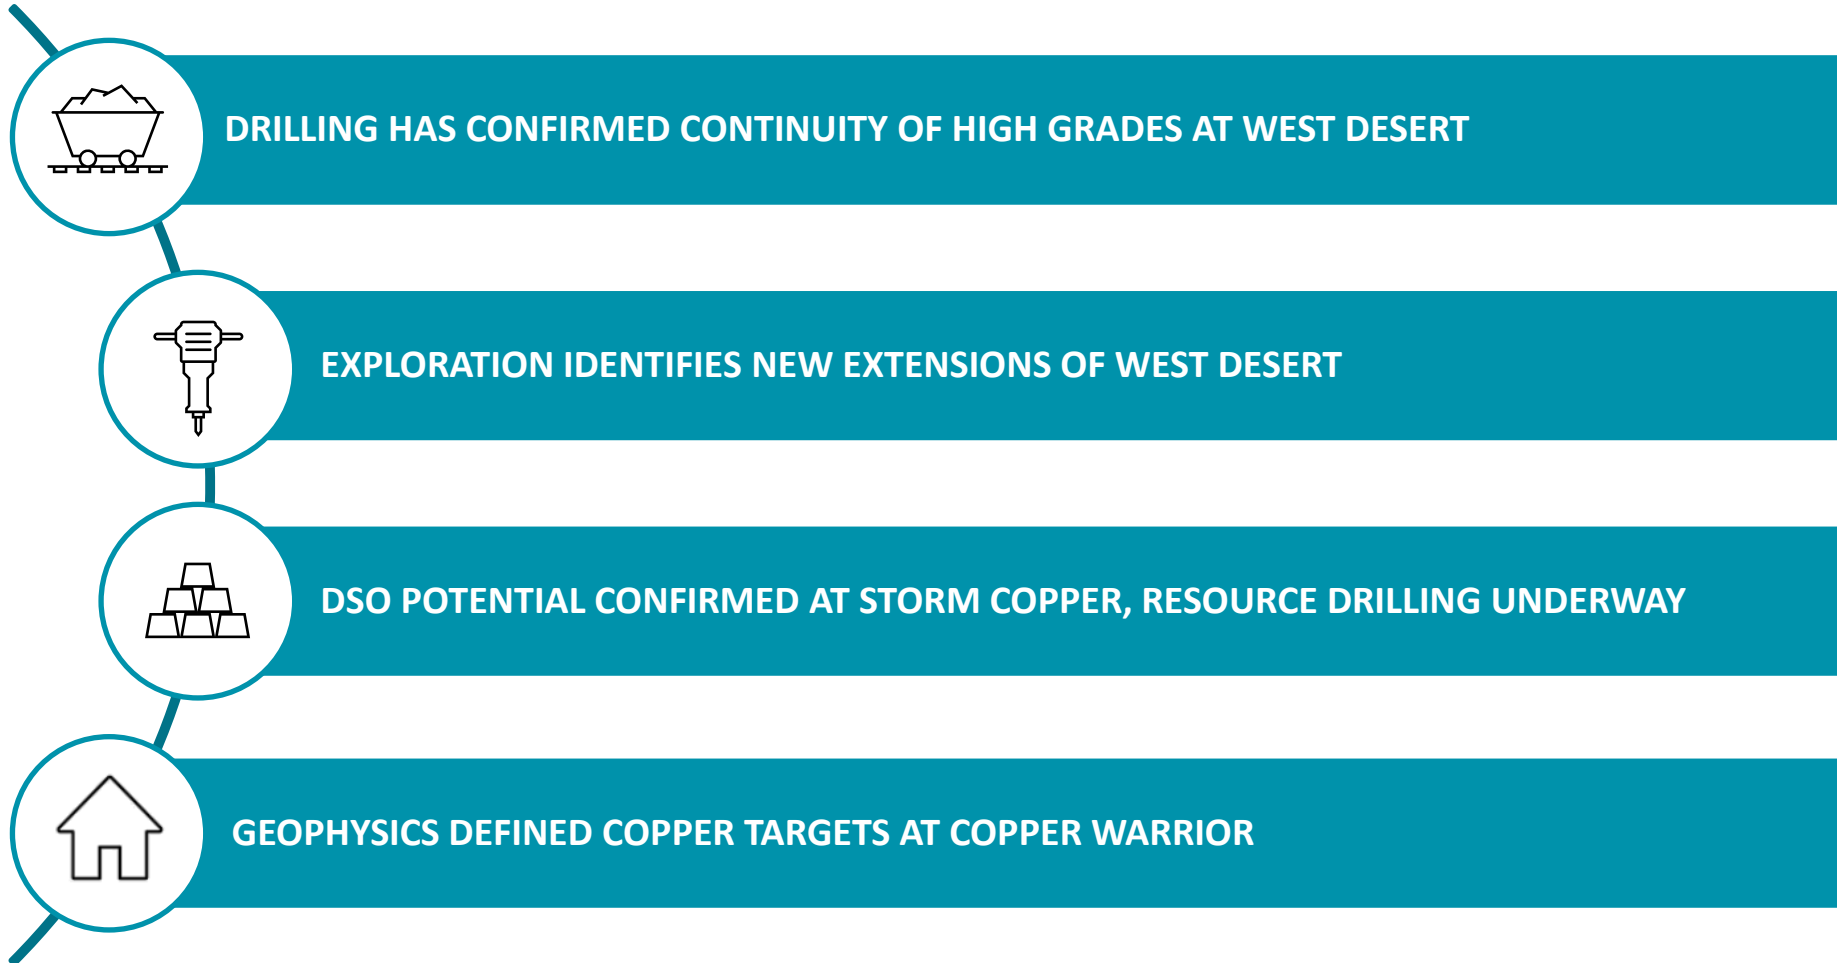 DRILLING HAS CONFIRMED CONTINUITY OF HIGH GRADES AT WEST DESERT
EXPLORATION IDENTIFIES NEW EXTENSIONS OF WEST DESERT
DSO POTENTIAL CONFIRMED AT STORM COPPER, RESOURCE DRILLING UNDERWAY
GEOPHYSICS DEFINED COPPER TARGETS AT COPPER WARRIOR